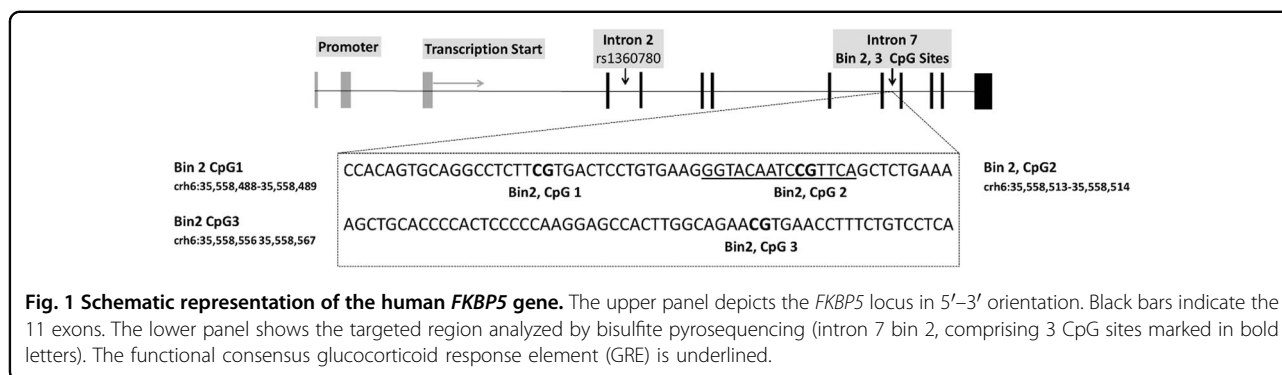 Promoter
Transcription Start
Intron 2
rs1360780
Intron 7
Bin 2, 3 CpG Sites
Bin 2 CpG1
crh6:35,558,488-35,558,489
CCACAGTGCAGGCCTCTTCGTGACTCCTGTGAAGGGTACAATCCGTTCAGCTCTGAAA
Bin2, CpG 1
Bin2, CpG 2
Bin 2, CpG2
crh6:35,558,513-35,558,514
Bin2 CpG3
crh6:35,558,556 35,558,567
AGCTGCACCCCACTCCCCCAAGGAGCCACTTGGCAGAACGTGAACCTTTCTGTCCTCA
Bin2, CpG 3
Fig. 1 Schematic representation of the human FKBP5 gene. The upper panel depicts the FKBP5 locus in 5′–3′ orientation. Black bars indicate the
11 exons. The lower panel shows the targeted region analyzed by bisulfite pyrosequencing (intron 7 bin 2, comprising 3 CpG sites marked in bold
letters). The functional consensus glucocorticoid response element (GRE) is underlined.